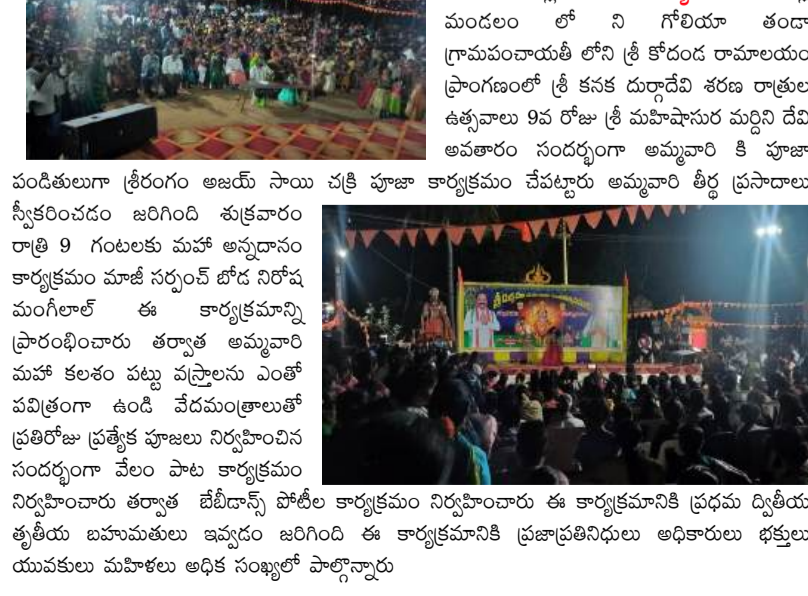 మండలం లో ని గోలియా తండా
గ్రామపంచాయతీ లోని శ్రీ కోదండ రామాలయం
ప్రాంగణంలో శ్రీ కనక దుర్గాదేవి శరణ రాత్రుల
ఉత్సవాలు 9వ రోజు శ్రీ మహిషాసుర మర్దిని దేవి
అవతారం సందర్భంగా అమ్మవారి కి పూజా
పండితులుగా శ్రీరంగం అజయ్ సాయి చక్రి పూజా కార్యక్రమం చేపట్టారు అమ్మవారి తీర్థ ప్రసాదాలు
స్వీకరించడం జరిగింది శుక్రవారం
రాత్రి 9 గంటలకు మహా అన్నదానం
కార్యక్రమం మాజీ సర్పంచ్ బోడ నిరోష
మంగీలాల్ ఈ కార్యక్రమాన్ని
ప్రారంభించారు తర్వాత అమ్మవారి
మహా కలశం పట్టు వస్త్రాలను ఎంతో
పవిత్రంగా ఉండి వేదమంత్రాలుతో
ప్రతిరోజు ప్రత్యేక పూజలు నిర్వహించిన
సందర్భంగా వేలం పాట కార్యక్రమం
నిర్వహించారు తర్వాత బేబీడాన్స్ పోటీల కార్యక్రమం నిర్వహించారు ఈ కార్యక్రమానికి ప్రధమ ద్వితీయ
తృతీయ బహుమతులు ఇవ్వడం జరిగింది ఈ కార్యక్రమానికి ప్రజాప్రతినిధులు అధికారులు భక్తులు
యువకులు మహిళలు అధిక సంఖ్యలో పాల్గొన్నారు